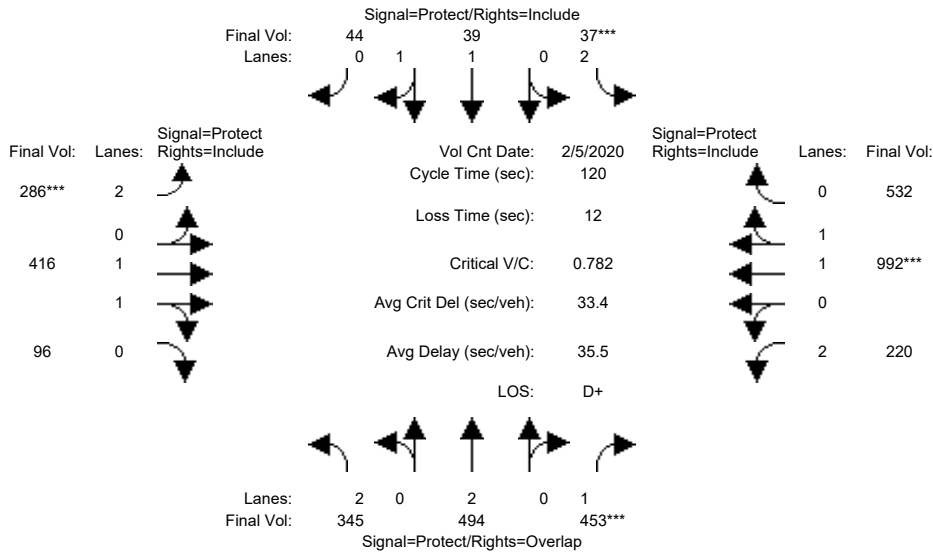 Signal=Protect/Rights=Include
Final Vol: 44 39 37***
Lanes: 0 1 1 0 2
Signal=Protect
Final Vol: Lanes: Rights=Include
Vol Cnt Date: 2/5/2020
Signal=Protect
Rights=Include Lanes: Final Vol:
Cycle Time (sec): 120
286*** 2
0 532
Loss Time (sec): 12
0
1
416 1
Critical V/C: 0.782
1 992***
1
Avg Crit Del (sec/veh): 33.4
0
96 0
Avg Delay (sec/veh): 35.5
2 220
LOS: D+
Lanes: 2 0 2 0 1
Final Vol: 345 494 453***
Signal=Protect/Rights=Overlap